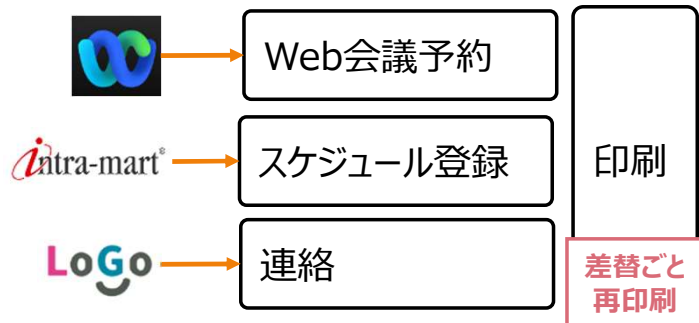 Web会議予約
intra-mart®
スケジュール登録
印刷
LoGo
連絡
差替ごと
再印刷